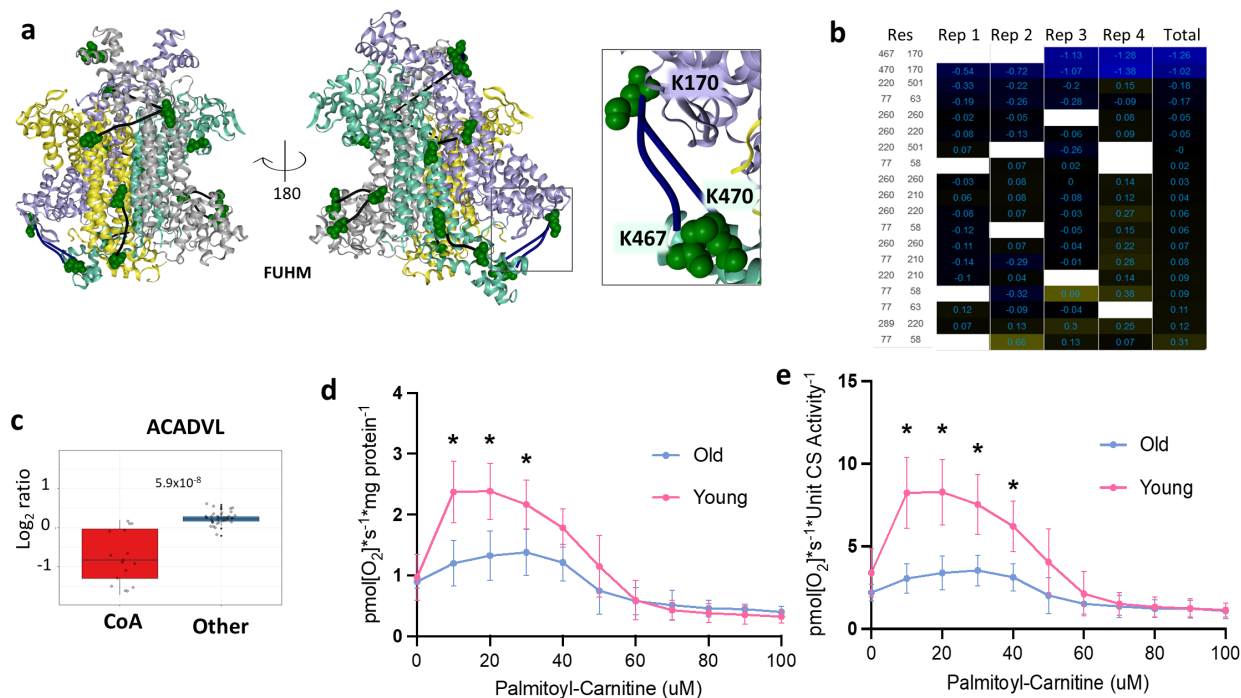 a
180
FUHM
K170
K470
K467
b
Res Rep 1 Rep 2 Rep 3 Rep 4 Total
467 170 -1.13 -1.28 -1.26
470 170 -0.54 -0.72 -1.07 -1.38 -1.02
220 501 -0.33 -0.22 -0.2 0.15 -0.18
77 63 -0.19 -0.26 -0.28 -0.09 -0.17
260 260 -0.02 -0.05 0.08 -0.05
260 220 -0.08 -0.13 -0.06 0.09 -0.05
220 501 0.07 -0.26 -0
77 58 0.07 0.02 0.02
260 260 -0.03 0.08 0 0.14 0.03
260 210 0.06 0.08 -0.08 0.12 0.04
260 220 -0.08 0.07 -0.03 0.27 0.06
77 58 -0.12 -0.05 0.16 0.06
260 260 -0.11 0.07 -0.04 0.22 0.07
77 210 -0.14 -0.29 -0.01 0.28 0.08
220 210 -0.1 0.04 0.14 0.09
77 58 -0.32 0.69 0.38 0.09
77 63 0.12 -0.09 -0.04 0.11
289 220 0.07 0.13 0.3 0.25 0.12
77 58 0.66 0.13 0.07 0.31
c
ACADVL
5.9x10-8
Log2 ratio
1
0
-1
CoA Other
d
pmol[O2]*s-1*mg protein-1
4
3
2
1
0
* * *
Old
Young
0 20 40 60 80 100
Palmitoyl-Carnitine (uM)
e
pmol[O2]*s-1*Unit CS Activity-1
15
10
5
0
* * * *
Old
Young
0 20 40 60 80 100
Palmitoyl-Carnitine (uM)